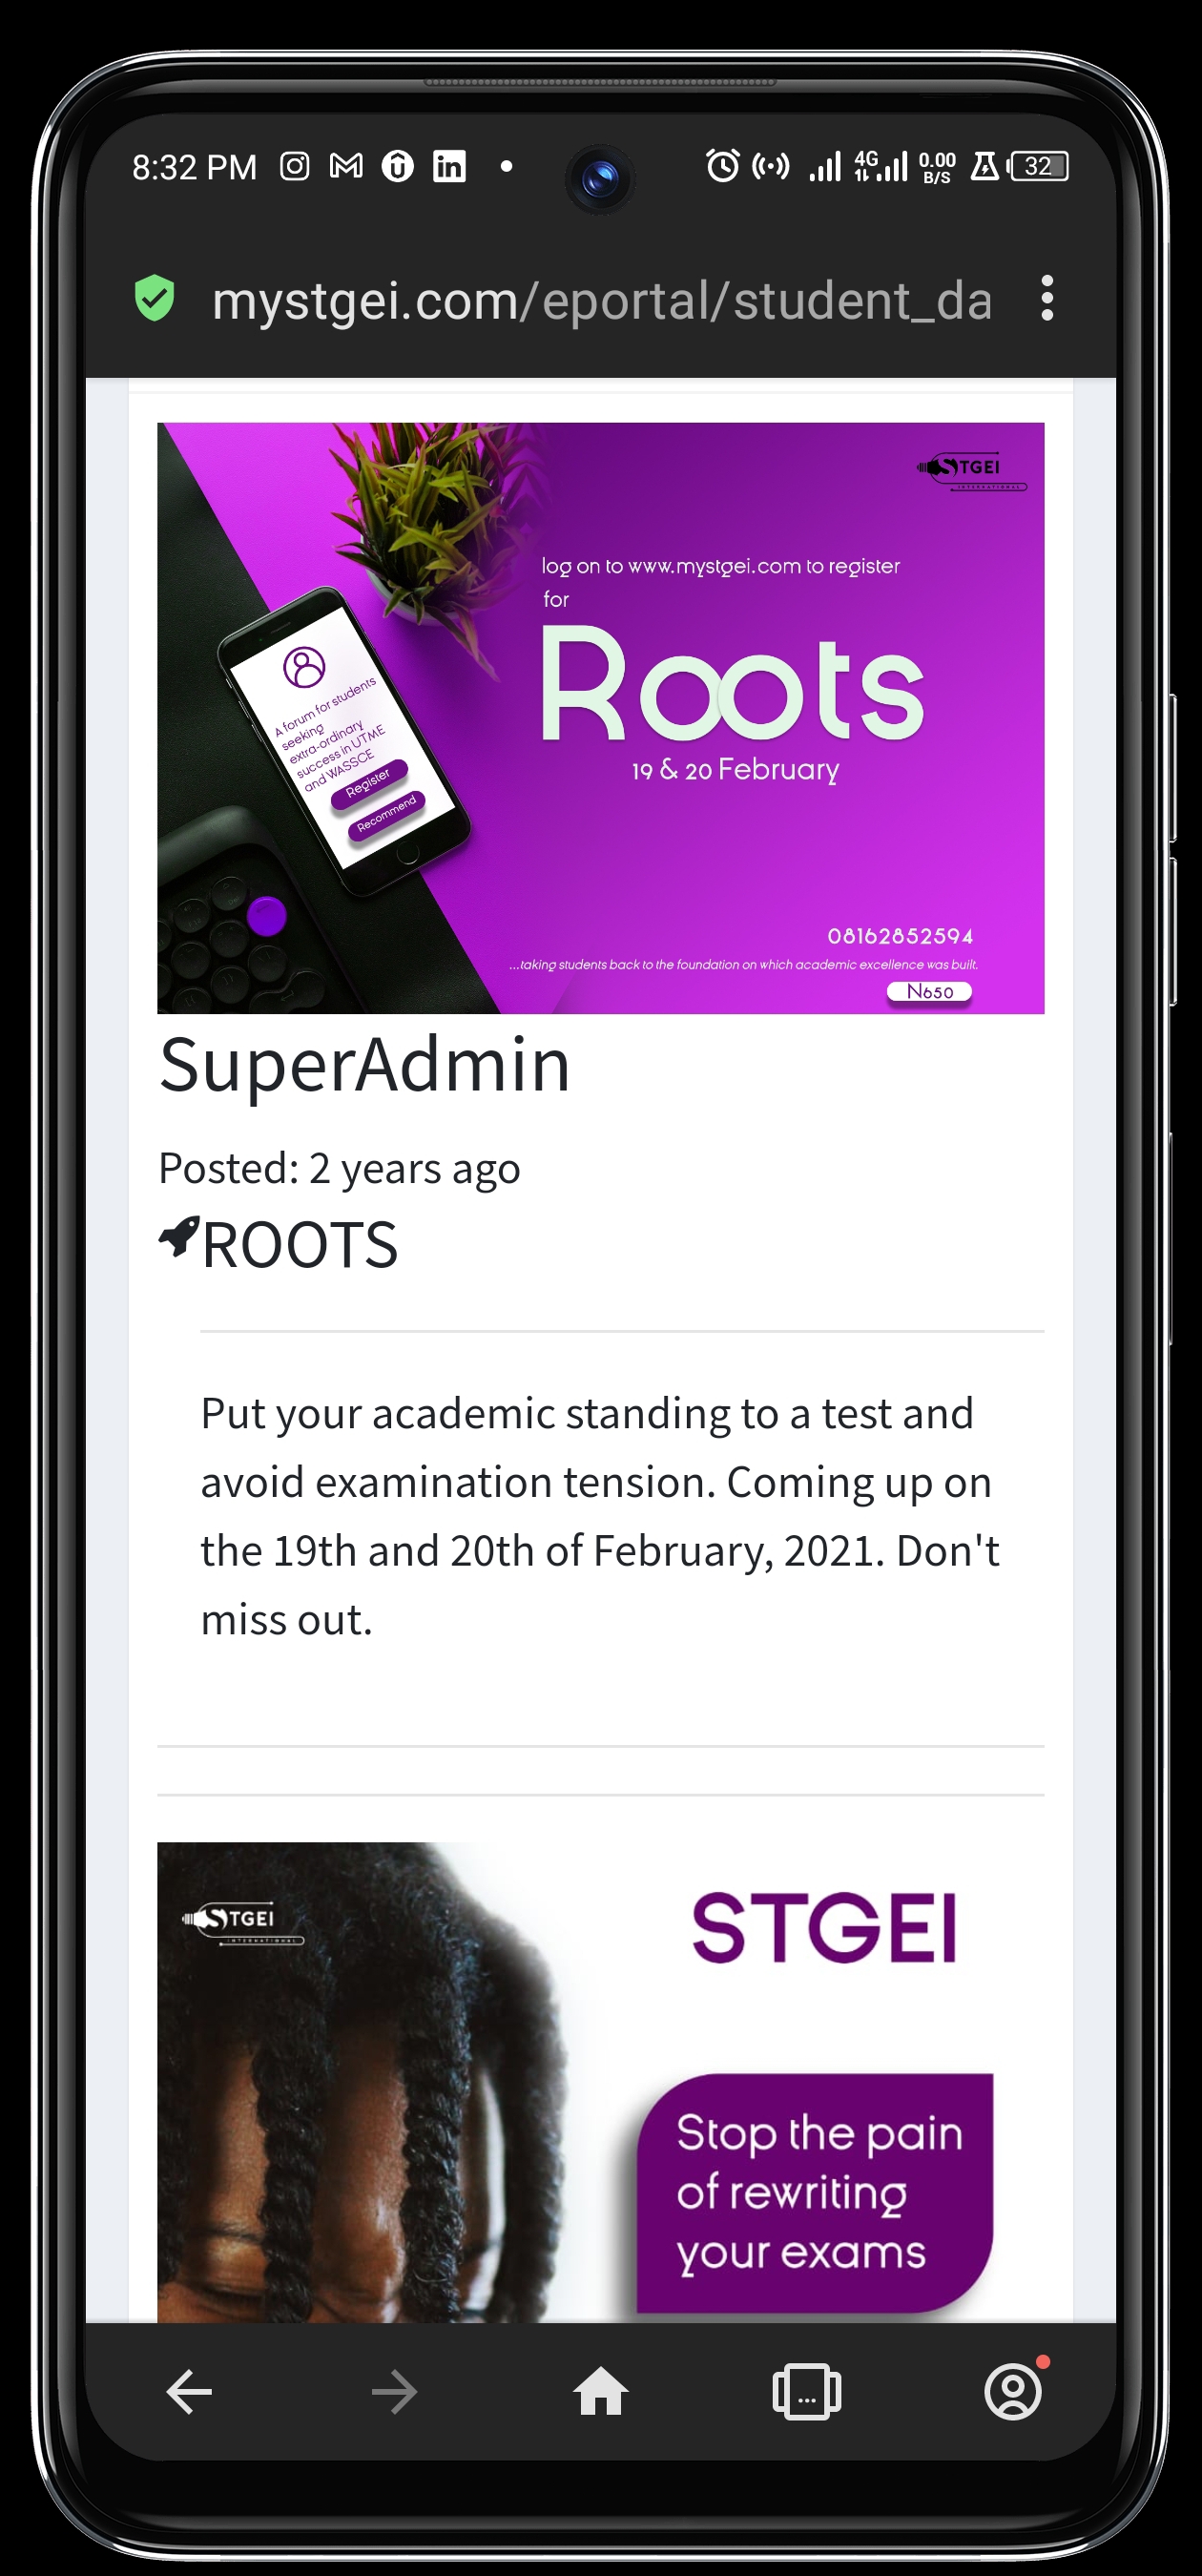 8:32 PM
4G
0.00
B/S
32
mystgei.com/eportal/student_da
STGEI
INTERNATIONAL
log on to www.mystgei.com to register
for
Roots
19 & 20 February
A forum for students
seeking
extra-ordinary
success in UTME
and WASSCE
Register
Recommend
08162852594
...taking students back to the foundation on which academic excellence was built.
N650
SuperAdmin
Posted: 2 years ago
ROOTS
Put your academic standing to a test and
avoid examination tension. Coming up on
the 19th and 20th of February, 2021. Don't
miss out.
STGEI
INTERNATIONAL
STGEI
Stop the pain
of rewriting
your exams